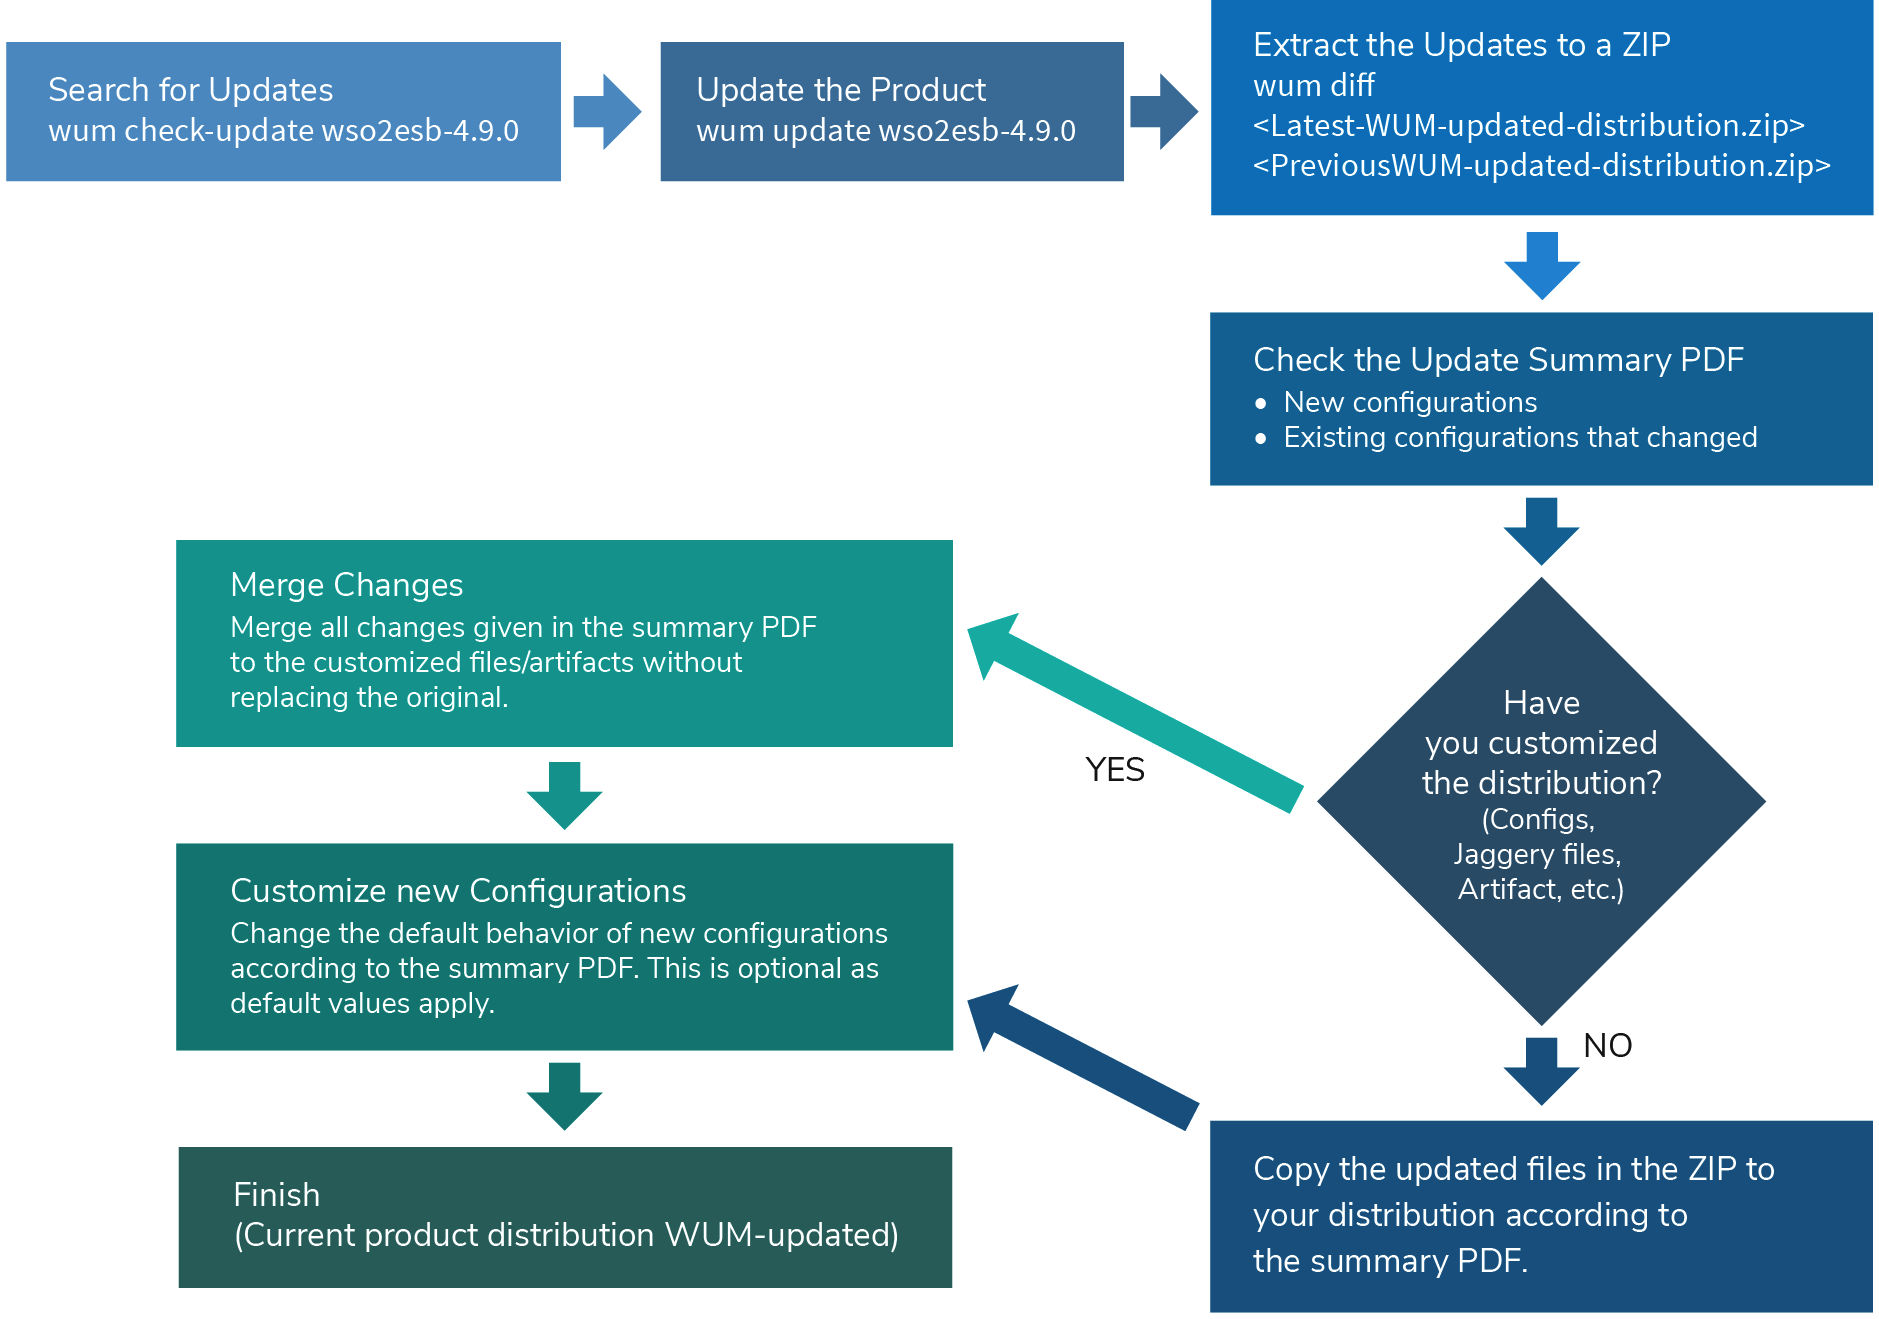 Search for Updates
wum check-update wso2esb-4.9.0
Update the Product
wum update wso2esb-4.9.0
Extract the Updates to a ZIP
wum diff
<Latest-WUM-updated-distribution.zip>
<PreviousWUM-updated-distribution.zip>
Check the Update Summary PDF
• New configurations
• Existing configurations that changed
Have
you customized
the distribution?
(Configs,
Jaggery files,
Artifact, etc.)
YES
Merge Changes
Merge all changes given in the summary PDF
to the customized files/artifacts without
replacing the original.
NO
Copy the updated files in the ZIP to
your distribution according to
the summary PDF.
Customize new Configurations
Change the default behavior of new configurations
according to the summary PDF. This is optional as
default values apply.
Finish
(Current product distribution WUM-updated)